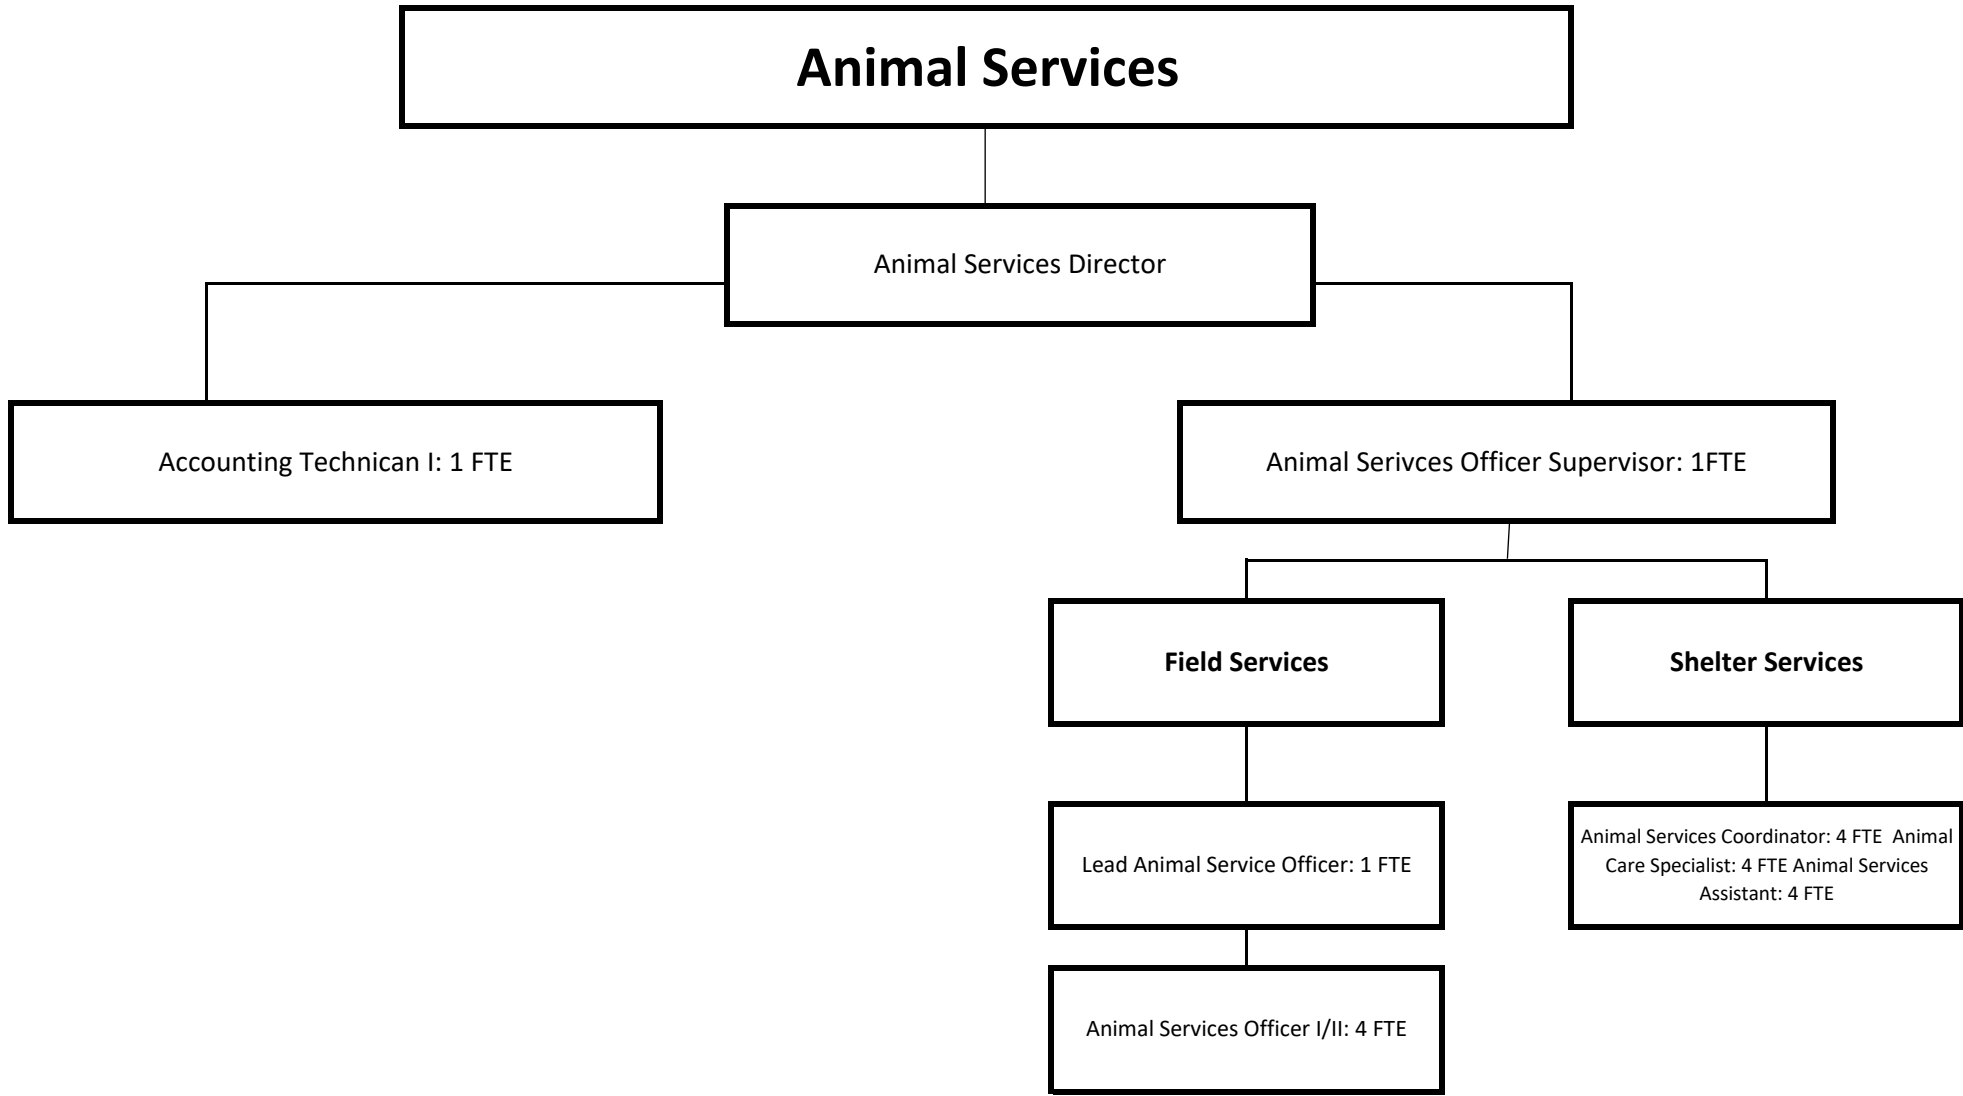 Animal Services
Animal Services Director
Accounting Technican I: 1 FTE
Animal Serivces Officer Supervisor: 1FTE
Field Services
Shelter Services
Lead Animal Service Officer: 1 FTE
Animal Services Coordinator: 4 FTE  Animal
Care Specialist: 4 FTE Animal Services
Assistant: 4 FTE
Animal Services Officer I/II: 4 FTE